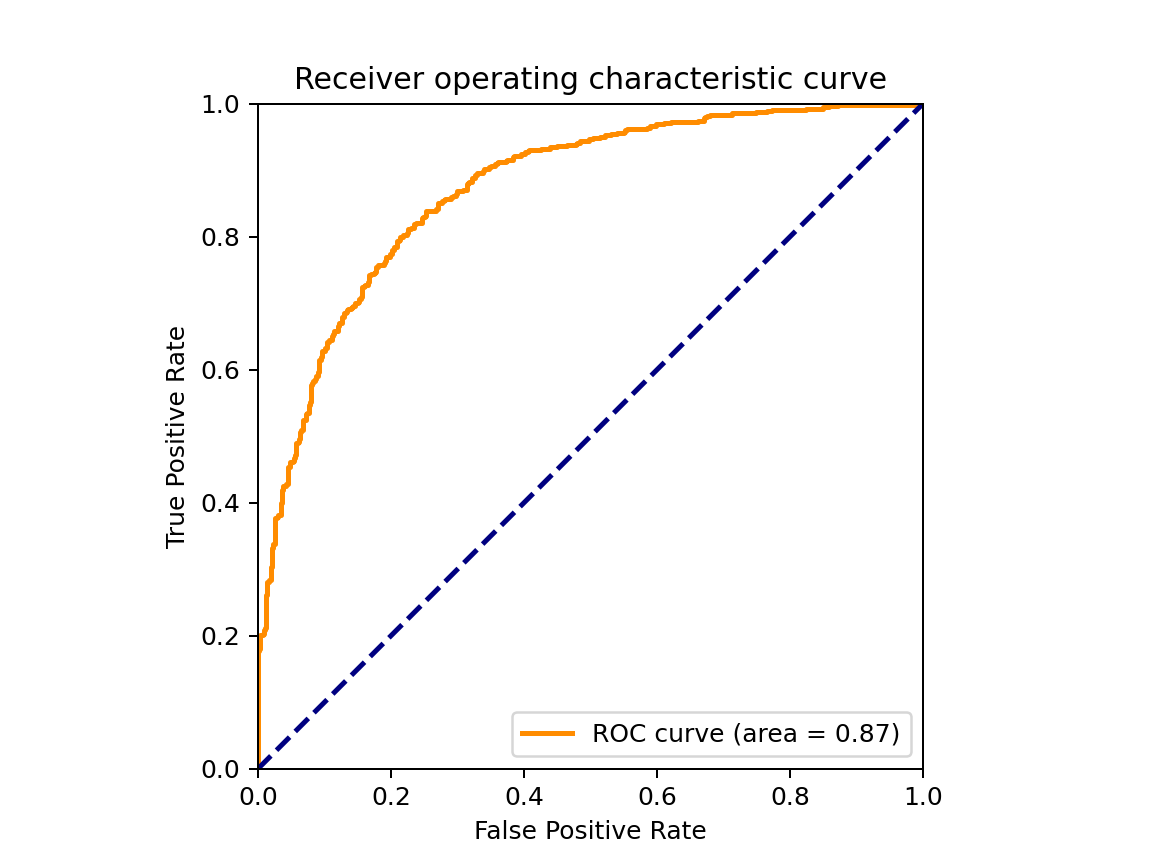 Receiver operating characteristic curve
1.0
0.8
0.6
0.4
0.2
0.0
True Positive Rate
ROC curve (area = 0.87)
0.0 0.2 0.4 0.6 0.8 1.0
False Positive Rate